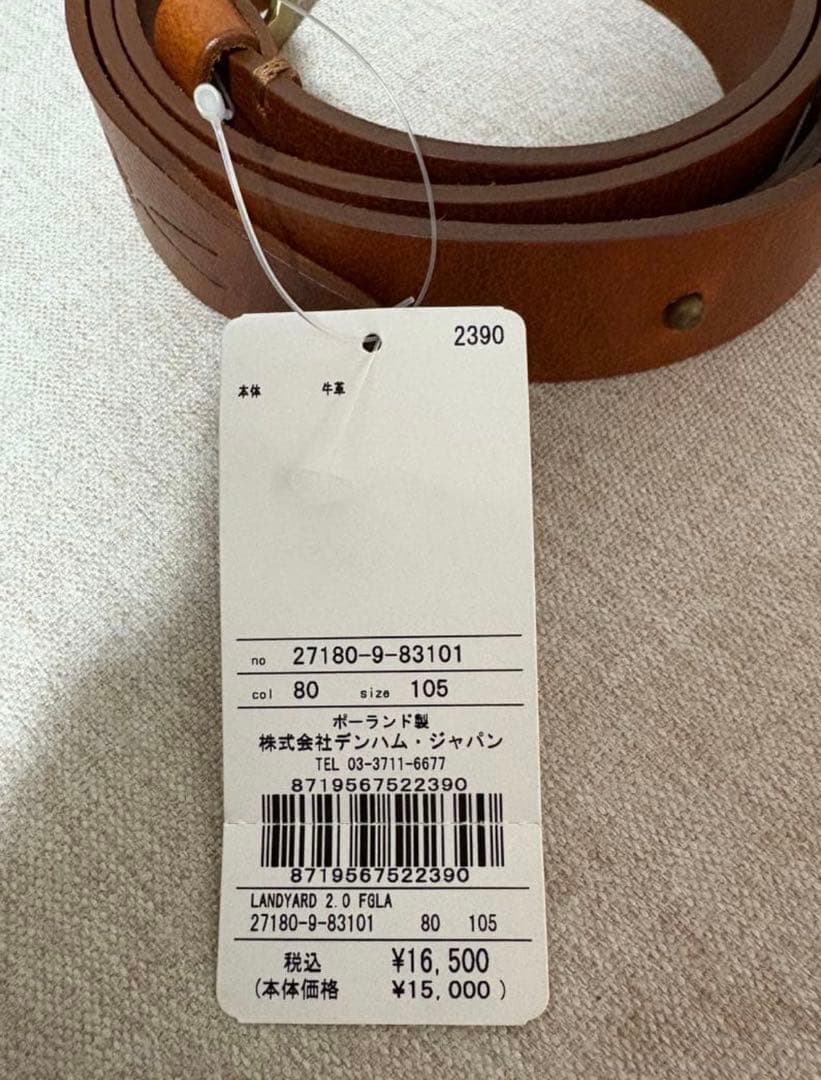 2390
本体 牛革
no 27180-9-83101
col 80 size 105
ポーランド製
株式会社デンハム・ジャパン
TEL 03-3711-6677
8719567522390
8719567522390
LANDYARD 2.0 FGLA
27180-9-83101 80 105
税込 ¥16,500
(本体価格 ¥15,000 )